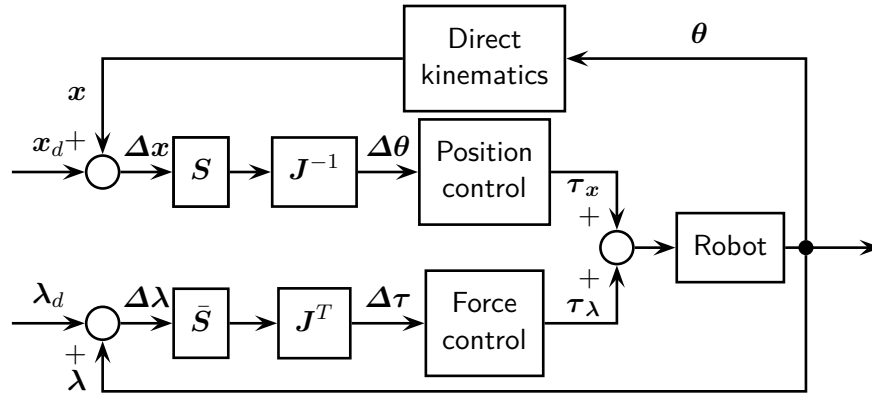 Direct
kinematics
θ
x
x_d +
Δx
S
J^{-1}
Δθ
Position
control
τ_x
+
Robot
+
λ_d
Δλ
S̄
J^T
Δτ
Force
control
τ_λ
+
λ